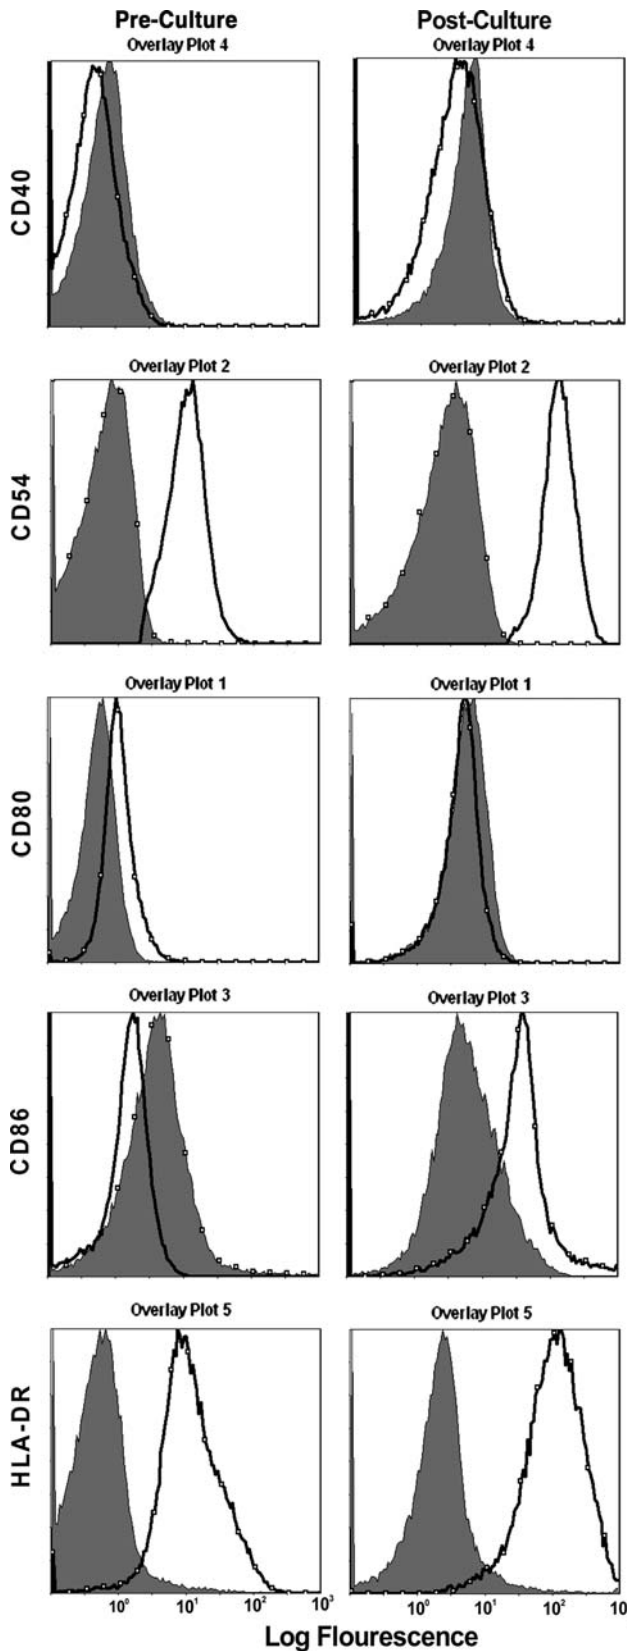 Pre-Culture Post-Culture
Overlay Plot 4 Overlay Plot 4
CD40
Overlay Plot 2 Overlay Plot 2
CD54
Overlay Plot 1 Overlay Plot 1
CD80
Overlay Plot 3 Overlay Plot 3
CD86
Overlay Plot 5 Overlay Plot 5
HLA-DR
10⁰ 10¹ 10² 10³ 10⁰ 10¹ 10² 10
Log Flourescence